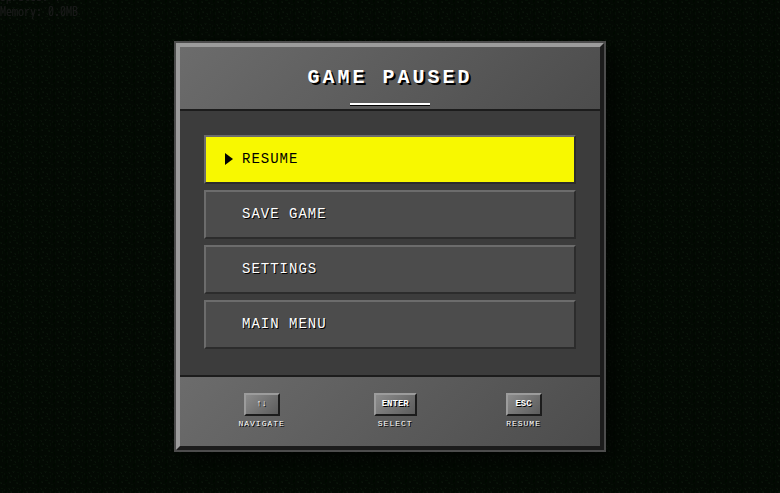 Memory: 0.0MB
GAME PAUSED
RESUME
SAVE GAME
SETTINGS
MAIN MENU
↑↓ ENTER ESC
NAVIGATE SELECT RESUME